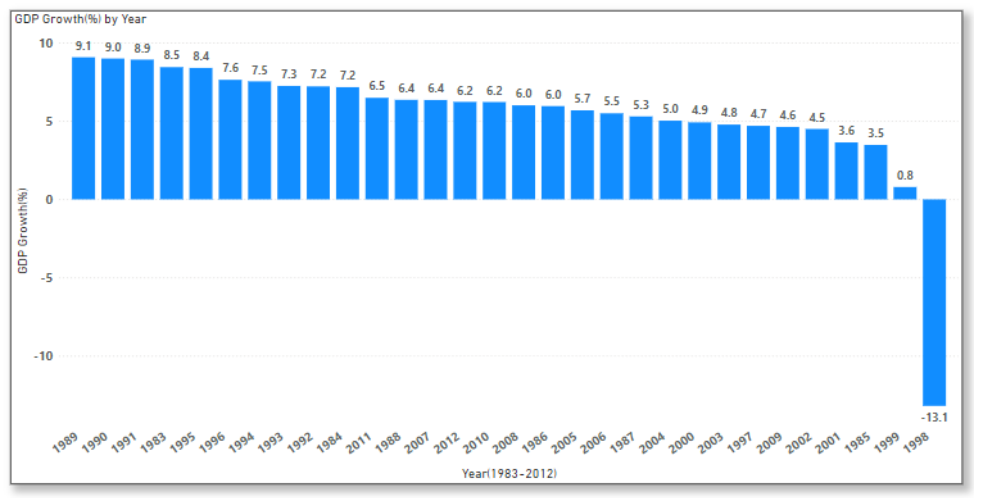 GDP Growth(%) by Year
10
9.1 9.0 8.9 8.5 8.4 7.6 7.5 7.3 7.2 7.2 6.5 6.4 6.4 6.2 6.2 6.0 6.0 5.7 5.5 5.3 5.0 4.9 4.8 4.7 4.6 4.5 3.6 3.5 0.8
5
0
GDP Growth(%)
-5
-10
-13.1
1989 1990 1991 1983 1995 1996 1994 1993 1992 1984 2011 1988 2007 2012 2010 2008 1986 2005 2006 1987 2004 2000 2003 1997 2009 2002 2001 1985 1999 1998
Year(1983-2012)